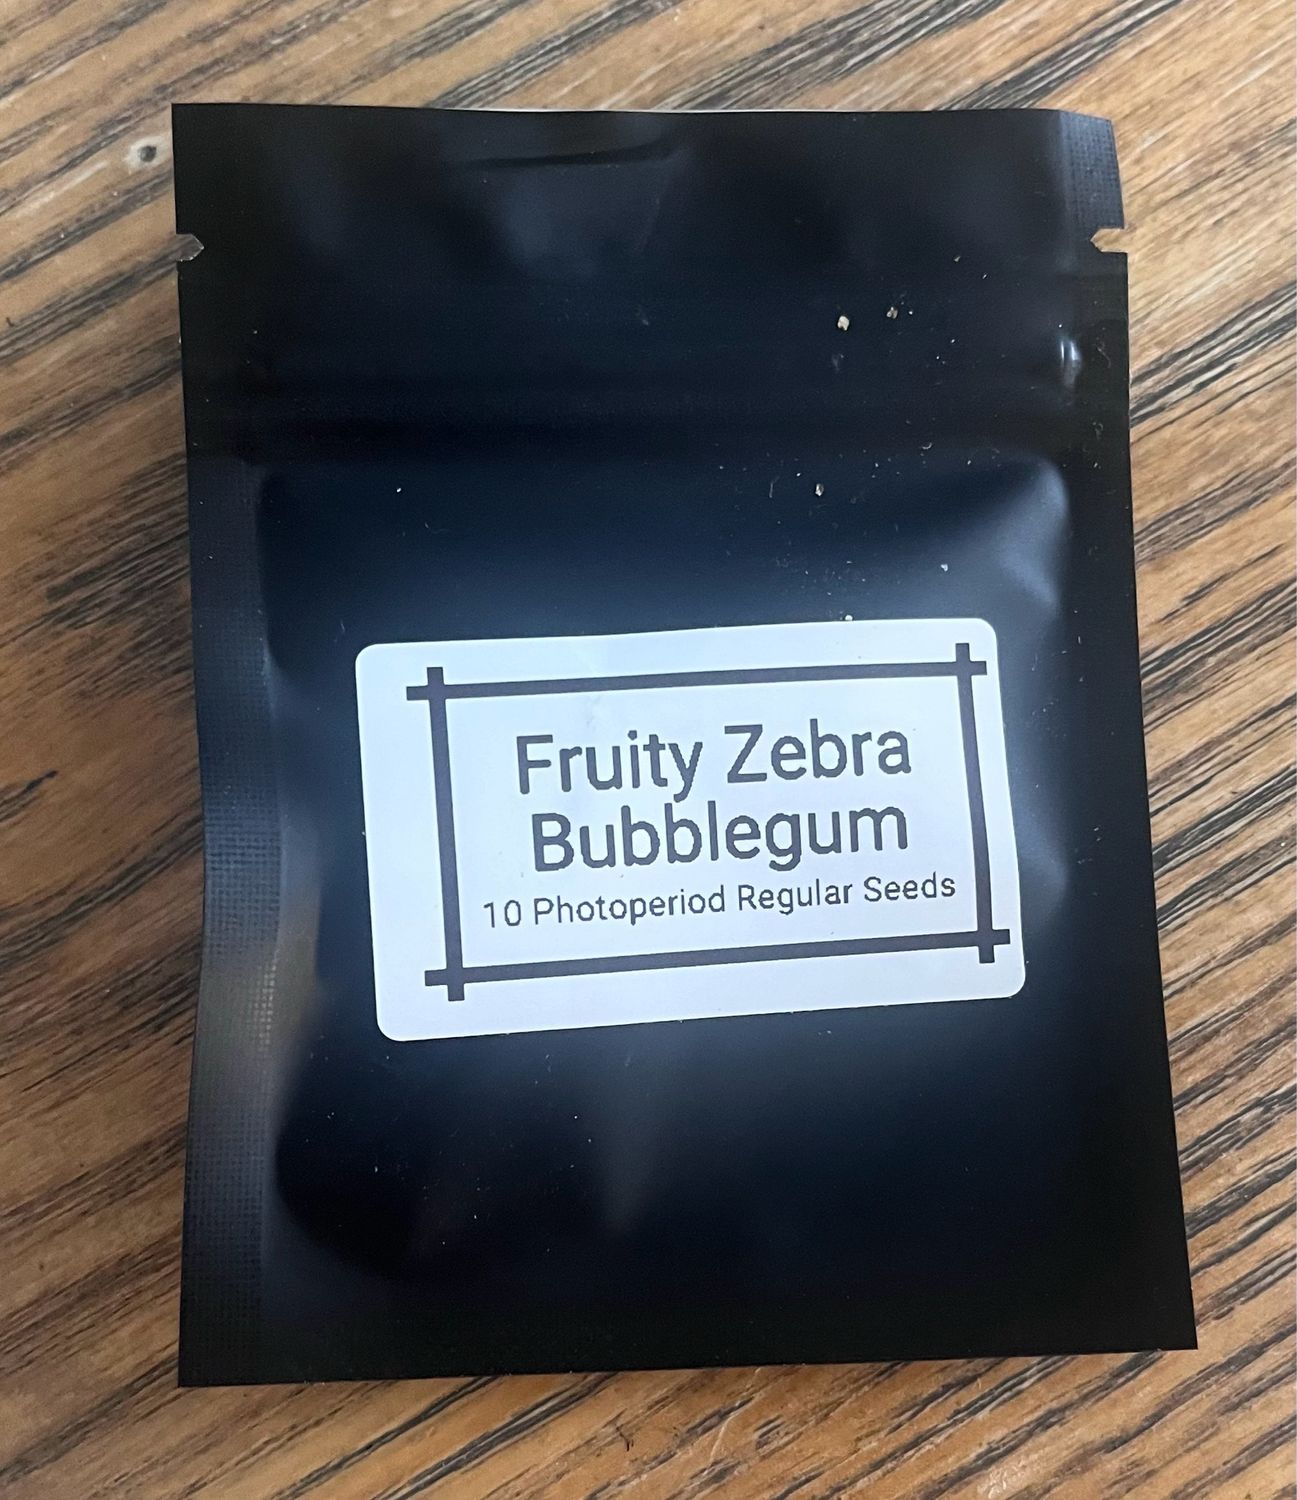 Fruity Zebra
Bubblegum
10 Photoperiod Regular Seeds